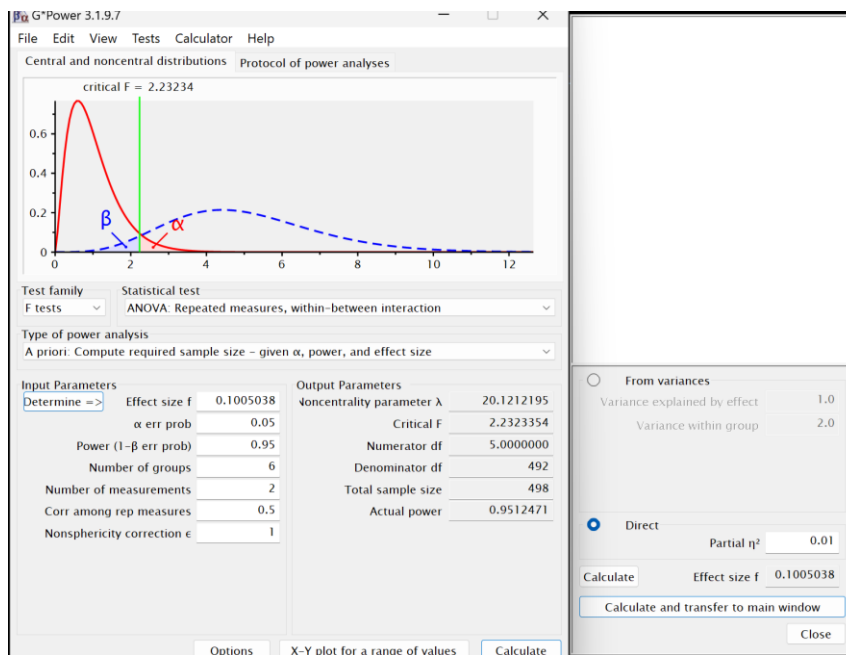 βα G*Power 3.1.9.7
File Edit View Tests Calculator Help
Central and noncentral distributions Protocol of power analyses
critical F = 2.23234
0.6
0.4
0.2
0
β α
0 2 4 6 8 10 12
Test family Statistical test
F tests ANOVA: Repeated measures, within-between interaction
Type of power analysis
A priori: Compute required sample size - given α, power, and effect size
Input Parameters
Determine => Effect size f 0.1005038
α err prob 0.05
Power (1-β err prob) 0.95
Number of groups 6
Number of measurements 2
Corr among rep measures 0.5
Nonsphericity correction ϵ 1
Output Parameters
Noncentrality parameter λ 20.1212195
Critical F 2.2323354
Numerator df 5.0000000
Denominator df 492
Total sample size 498
Actual power 0.9512471
Options X-Y plot for a range of values Calculate
From variances
Variance explained by effect 1.0
Variance within group 2.0
Direct
Partial η² 0.01
Calculate Effect size f 0.1005038
Calculate and transfer to main window
Close